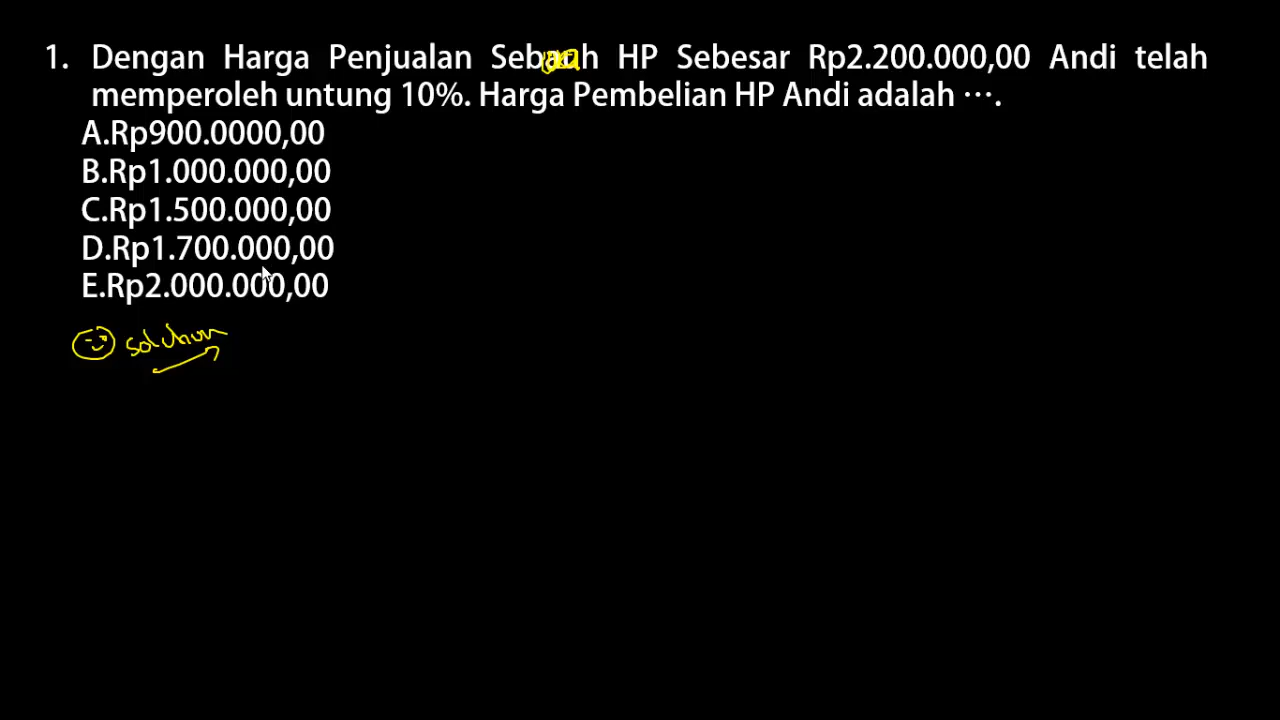 1. Dengan Harga Penjualan Sebuah HP Sebesar Rp2.200.000,00 Andi telah
memperoleh untung 10%. Harga Pembelian HP Andi adalah ….
A.Rp900.0000,00
B.Rp1.000.000,00
C.Rp1.500.000,00
D.Rp1.700.000,00
E.Rp2.000.000,00
solution